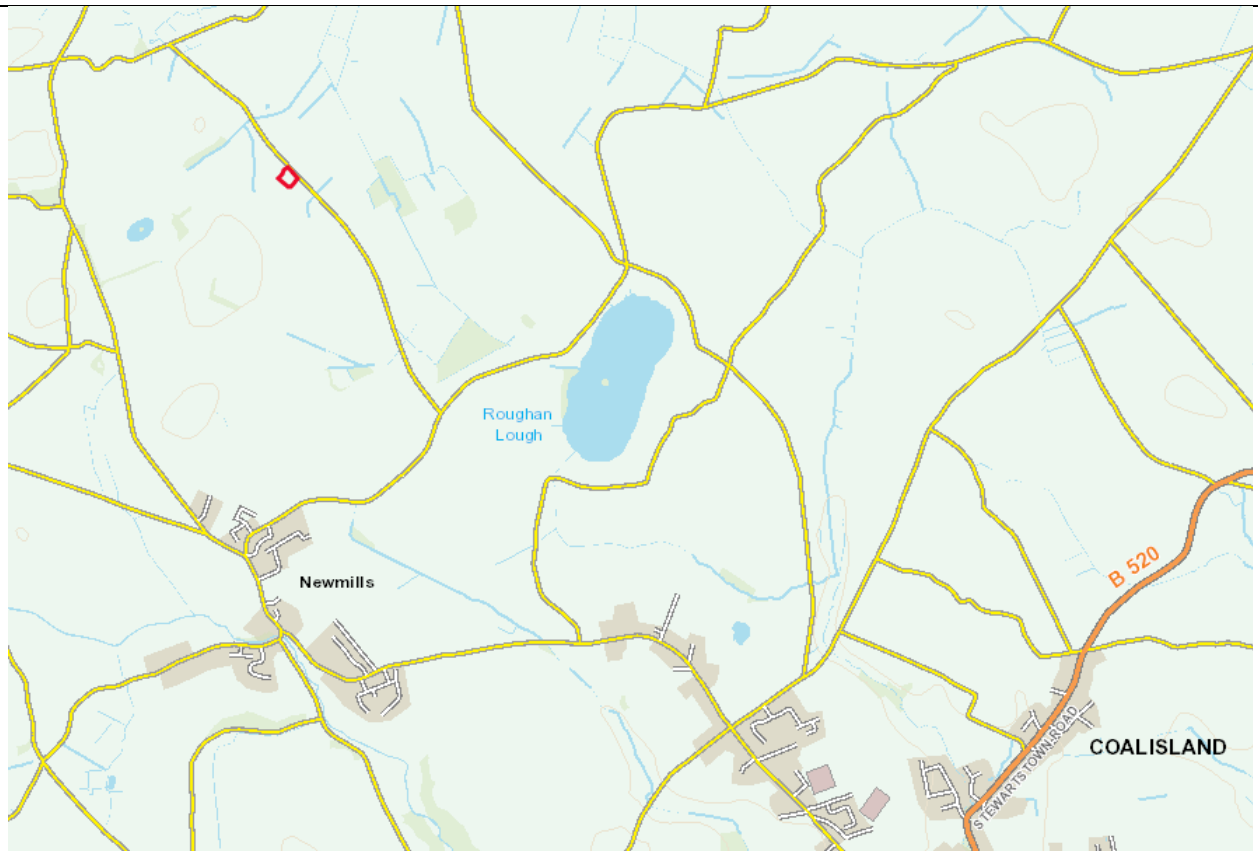 Roughan
Lough
B 520
Newmills
STEWARTSTOWN ROAD
COALISLAND